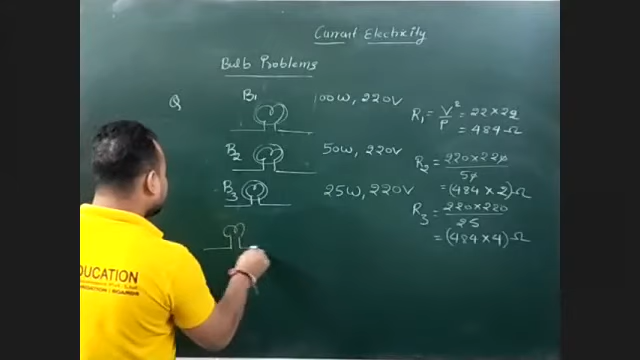 Current Electricity
Bulb Problems
Q
B1 100W, 220V
R1 = V²/P = 22×22
= 484 Ω
B2 50W, 220V
R2 = 220×220/50
= (484×2) Ω
B3 25W, 220V
R3 = 220×220/25
= (484×4) Ω
EDUCATION